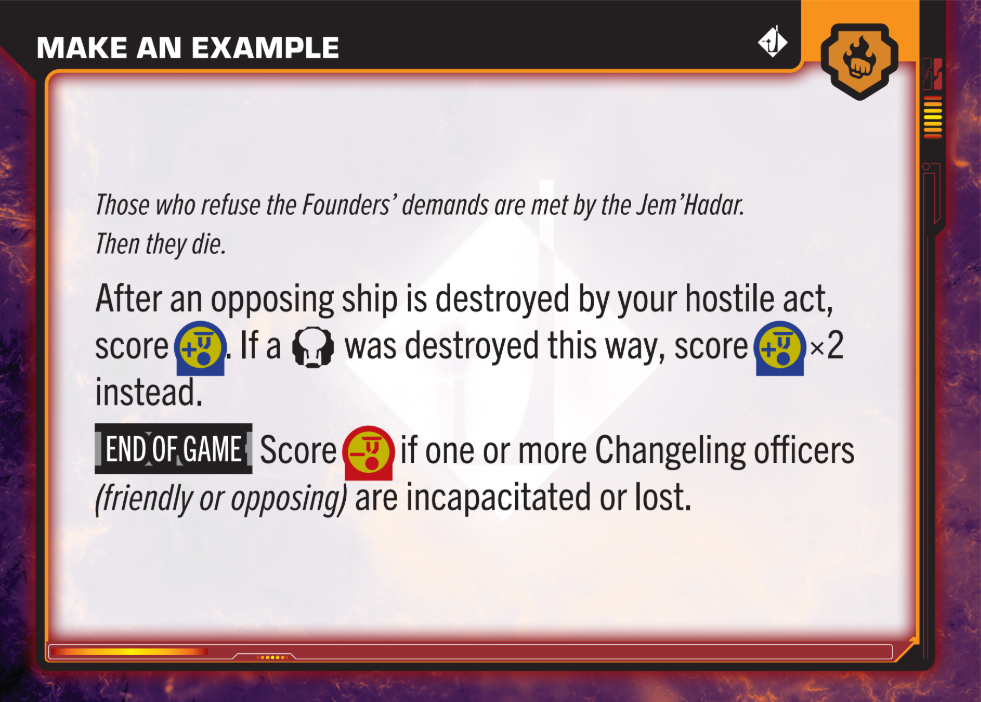 MAKE AN EXAMPLE
Those who refuse the Founders’ demands are met by the Jem’Hadar.
Then they die.
After an opposing ship is destroyed by your hostile act,
score +. If a was destroyed this way, score + ×2
instead.
END OF GAME Score − if one or more Changeling officers
(friendly or opposing) are incapacitated or lost.